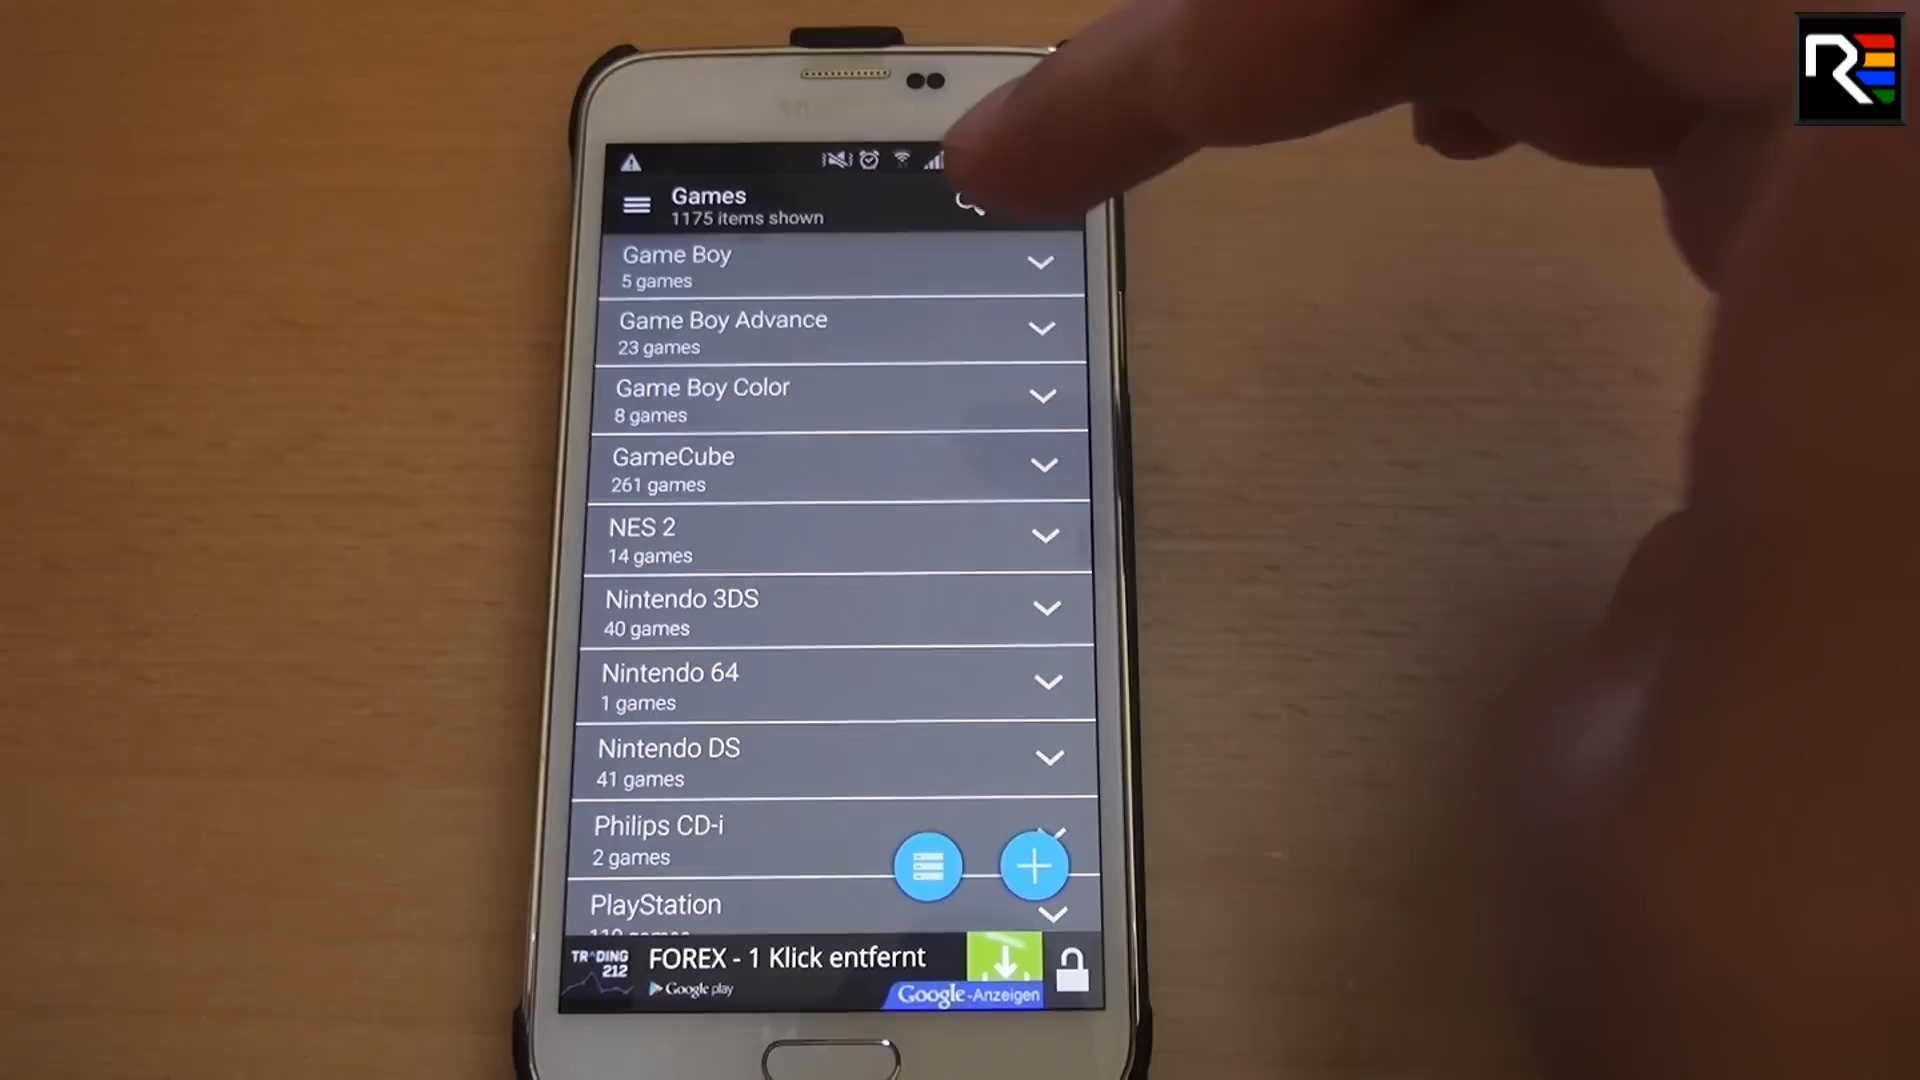 Games
1175 items shown
Game Boy
5 games
Game Boy Advance
23 games
Game Boy Color
8 games
GameCube
261 games
NES 2
14 games
Nintendo 3DS
40 games
Nintendo 64
1 games
Nintendo DS
41 games
Philips CD-i
2 games
PlayStation
TRADING
212
FOREX - 1 Klick entfernt
Google play
Google-Anzeigen